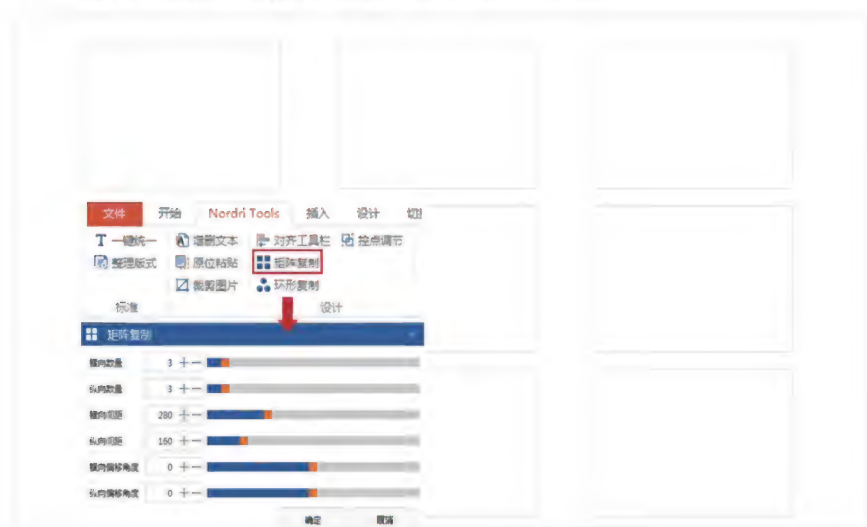 文件 开始 Nordri Tools 插入 设计 切换
T 一键统一 增删文本 对齐工具栏 控点调节
整理版式 原位粘贴 矩阵复制
裁剪图片 环形复制
标准 设计
矩阵复制
横向数量 3 + −
纵向数量 3 + −
横向间距 280 + −
纵向间距 160 + −
横向偏移角度 0 + −
纵向偏移角度 0 + −
确定 取消